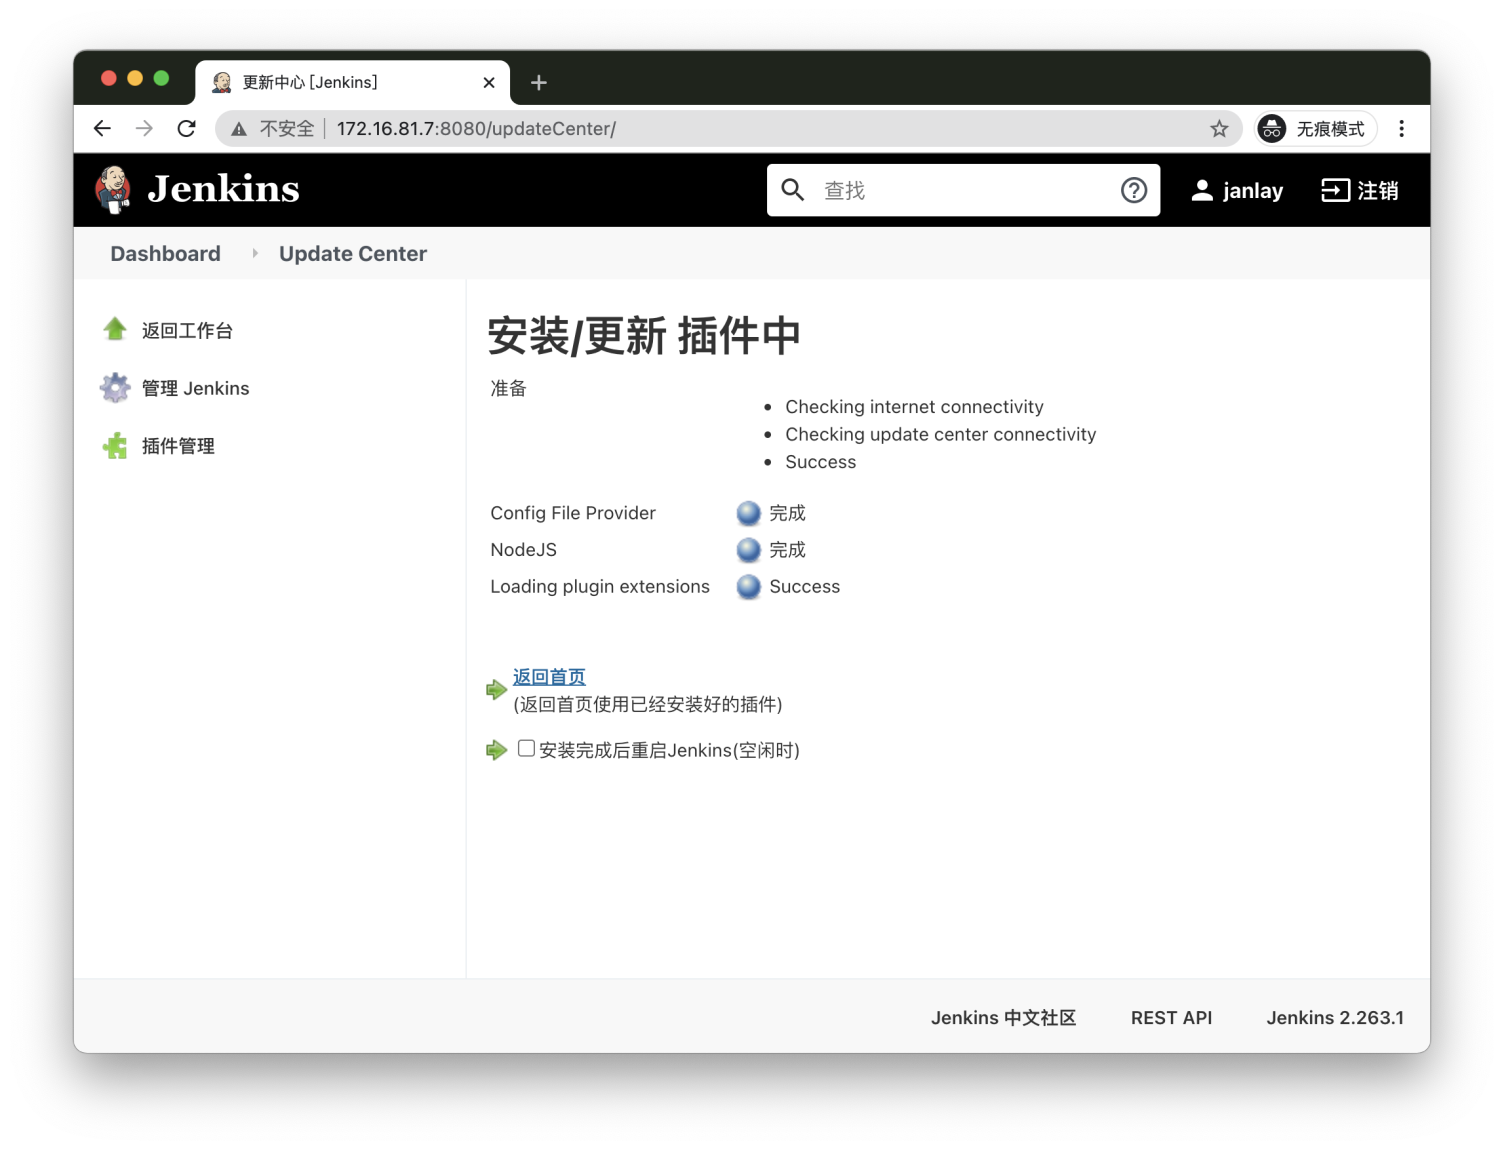 更新中心 [Jenkins]
不安全 172.16.81.7:8080/updateCenter/
无痕模式
Jenkins
查找
janlay
注销
Dashboard
Update Center
返回工作台
管理 Jenkins
插件管理
安装/更新 插件中
准备
Checking internet connectivity
Checking update center connectivity
Success
Config File Provider 完成
NodeJS 完成
Loading plugin extensions Success
返回首页
(返回首页使用已经安装好的插件)
安装完成后重启Jenkins(空闲时)
Jenkins 中文社区
REST API
Jenkins 2.263.1